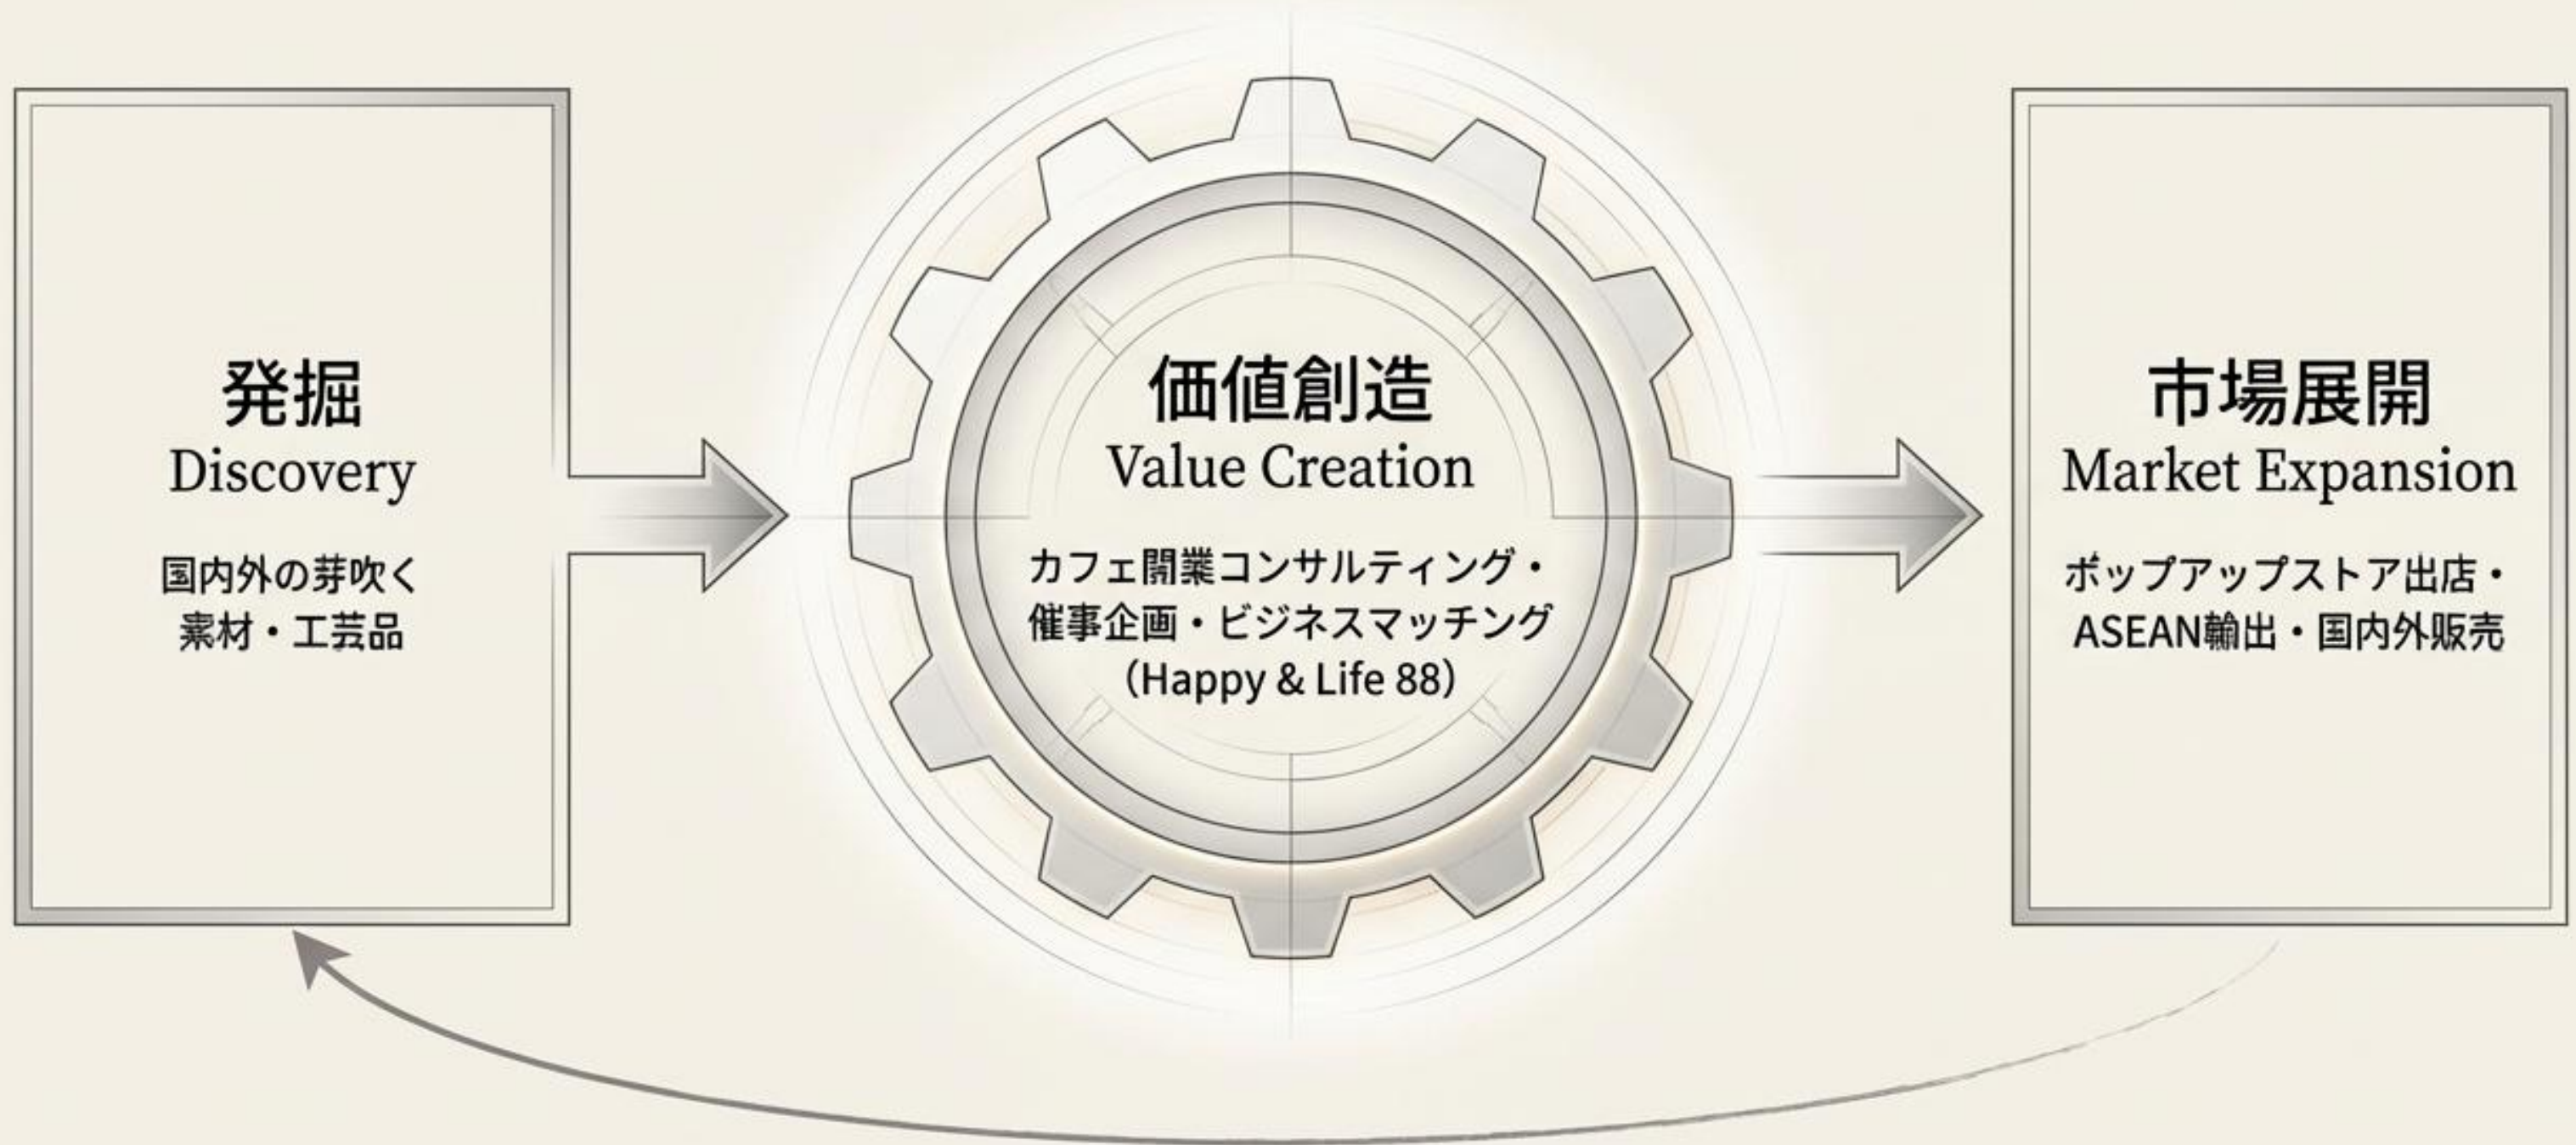 発掘
Discovery
国内外の芽吹く
素材・工芸品
価値創造
Value Creation
カフェ開業コンサルティング・
催事企画・ビジネスマッチング
（Happy & Life 88）
市場展開
Market Expansion
ポップアップストア出店・
ASEAN輸出・国内外販売